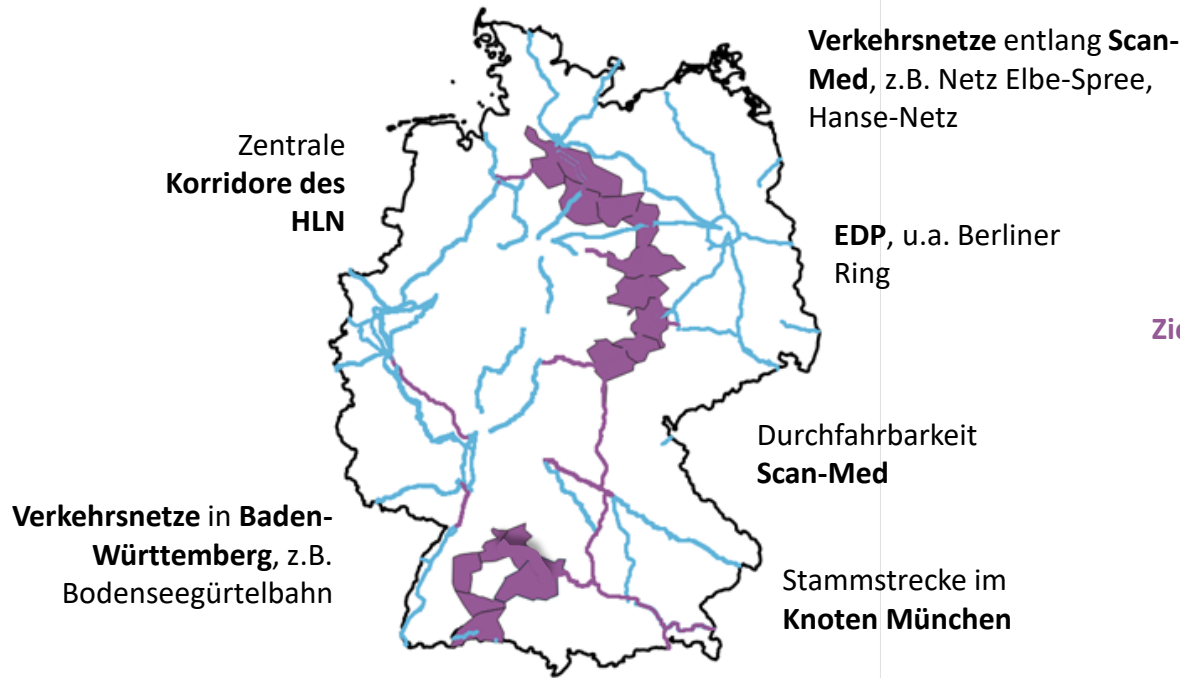 Verkehrsnetze entlang Scan-
Med, z.B. Netz Elbe-Spree,
Hanse-Netz
Zentrale
Korridore des
HLN
EDP, u.a. Berliner
Ring
Zie
Durchfahrbarkeit
Scan-Med
Verkehrsnetze in Baden-
Württemberg, z.B.
Bodenseegürtelbahn
Stammstrecke im
Knoten München